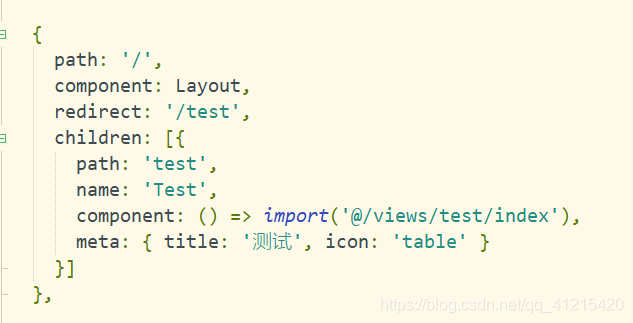 {
  path: '/',
  component: Layout,
  redirect: '/test',
  children: [{
    path: 'test',
    name: 'Test',
    component: () => import('@/views/test/index'),
    meta: { title: '测试', icon: 'table' }
  }]
},
https://blog.csdn.net/qq_41215420